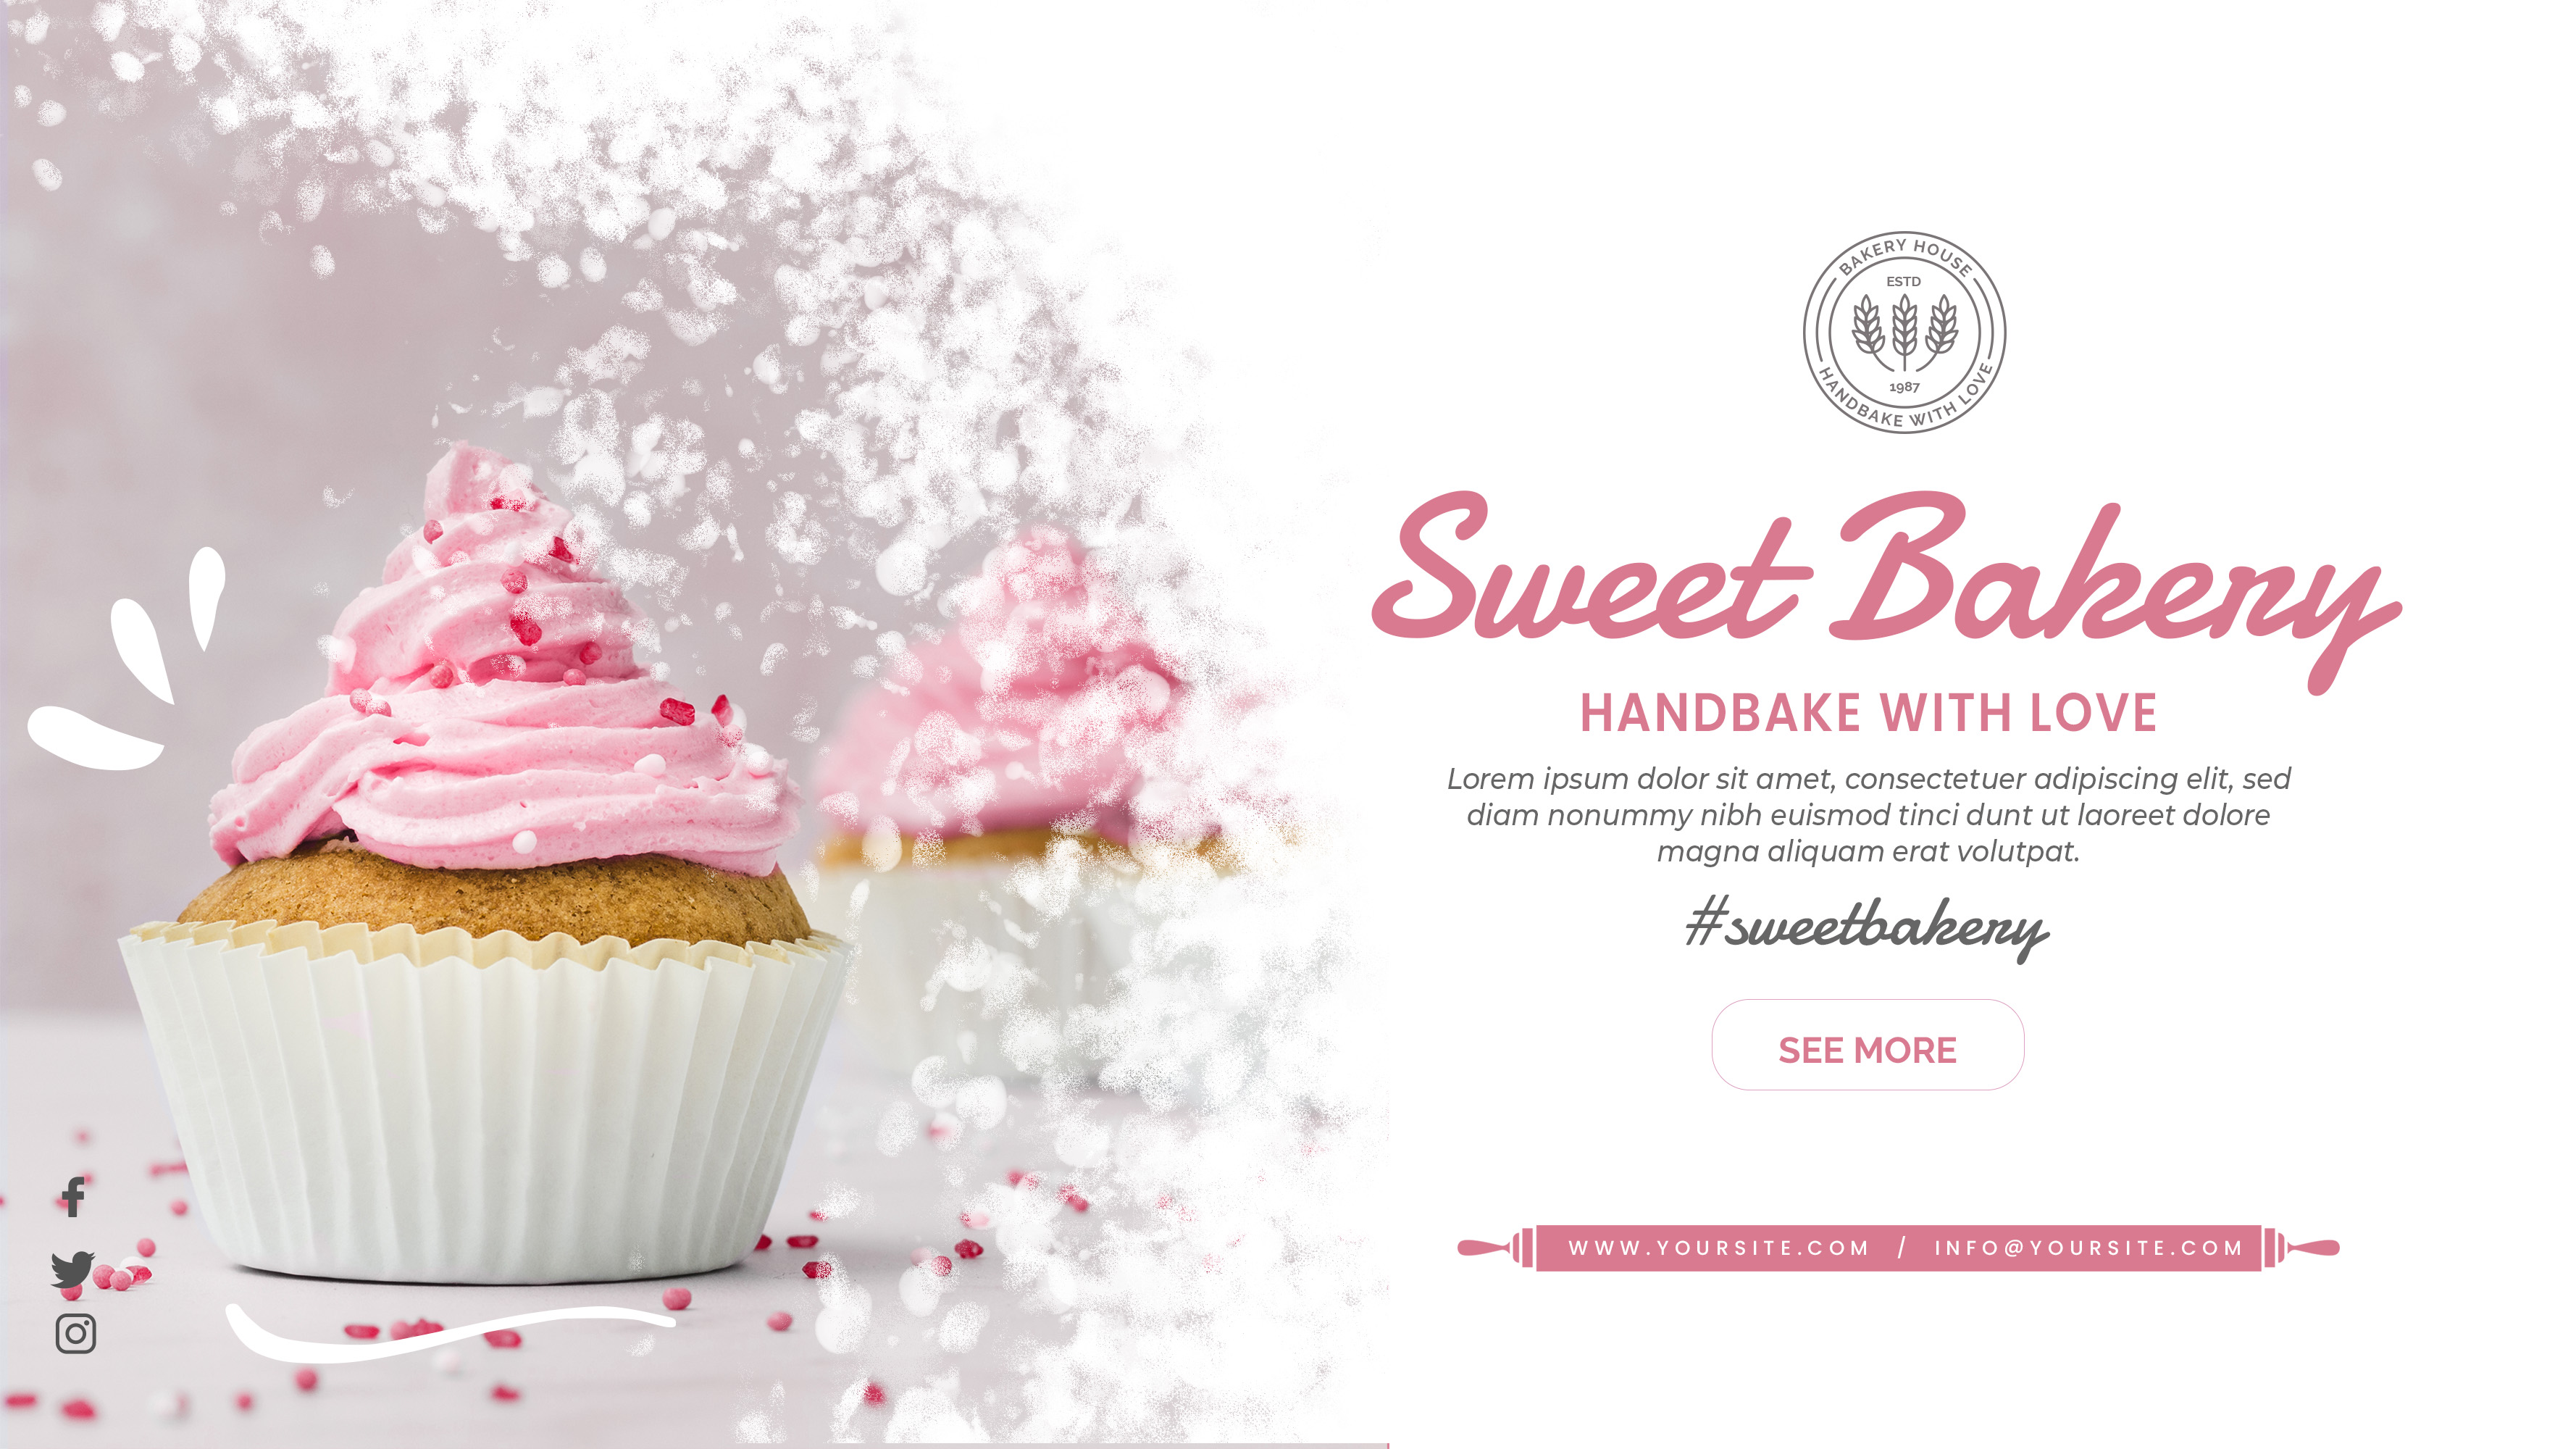 BAKERY HOUSE
ESTD
1987
HANDBAKE WITH LOVE
Sweet Bakery
HANDBAKE WITH LOVE
Lorem ipsum dolor sit amet, consectetuer adipiscing elit, sed
diam nonummy nibh euismod tinci dunt ut laoreet dolore
magna aliquam erat volutpat.
#sweetbakery
SEE MORE
WWW.YOURSITE.COM / INFO@YOURSITE.COM